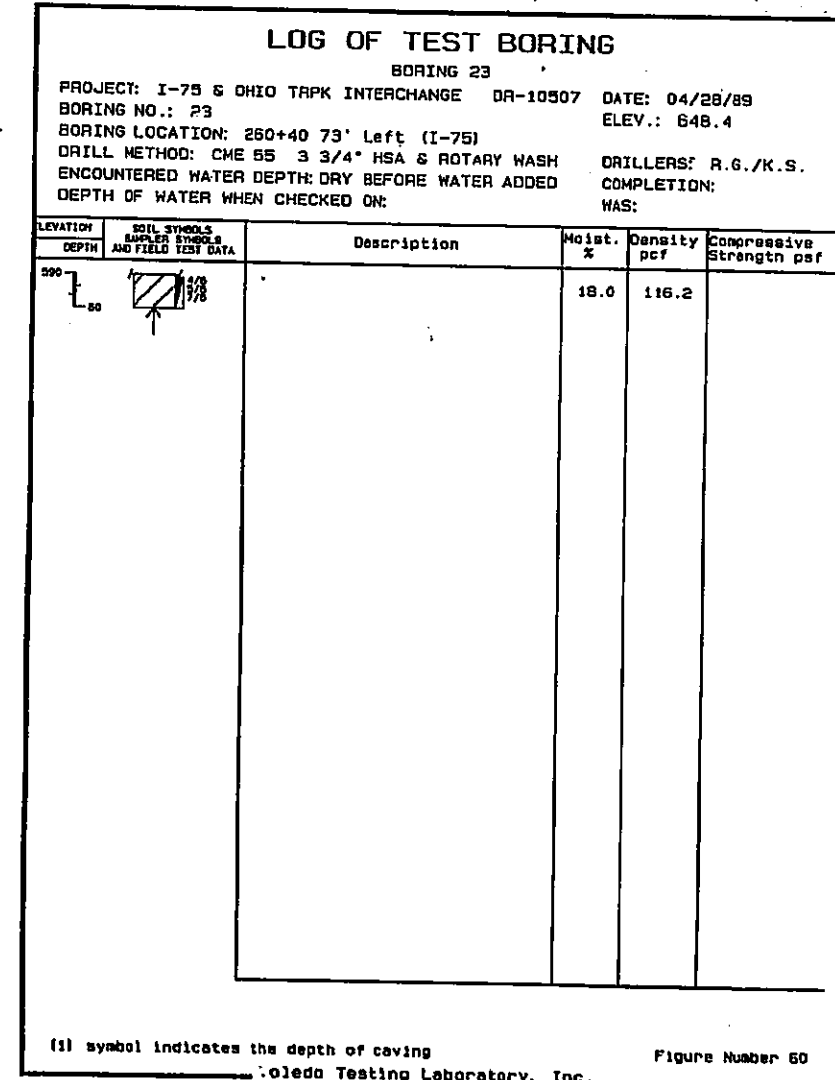 LOG OF TEST BORING
BORING 23
PROJECT: I-75 & OHIO TRPK INTERCHANGE DR-10507 DATE: 04/28/89
BORING NO.: 23 ELEV.: 648.4
BORING LOCATION: 260+40 73' Left (I-75)
DRILL METHOD: CME 55 3 3/4" HSA & ROTARY WASH DRILLERS: R.G./K.S.
ENCOUNTERED WATER DEPTH: DRY BEFORE WATER ADDED COMPLETION:
DEPTH OF WATER WHEN CHECKED ON: WAS:
LEVATION
DEPTH
SOIL SYMBOLS
SAMPLER SYMBOLS
AND FIELD TEST DATA
Description
Moist.
%
Density
pcf
Compressive
Strength psf
590
60
4/6
7/6
18.0 116.2
(1) symbol indicates the depth of caving
Figure Number 60
oledo Testing Laboratory, Inc.